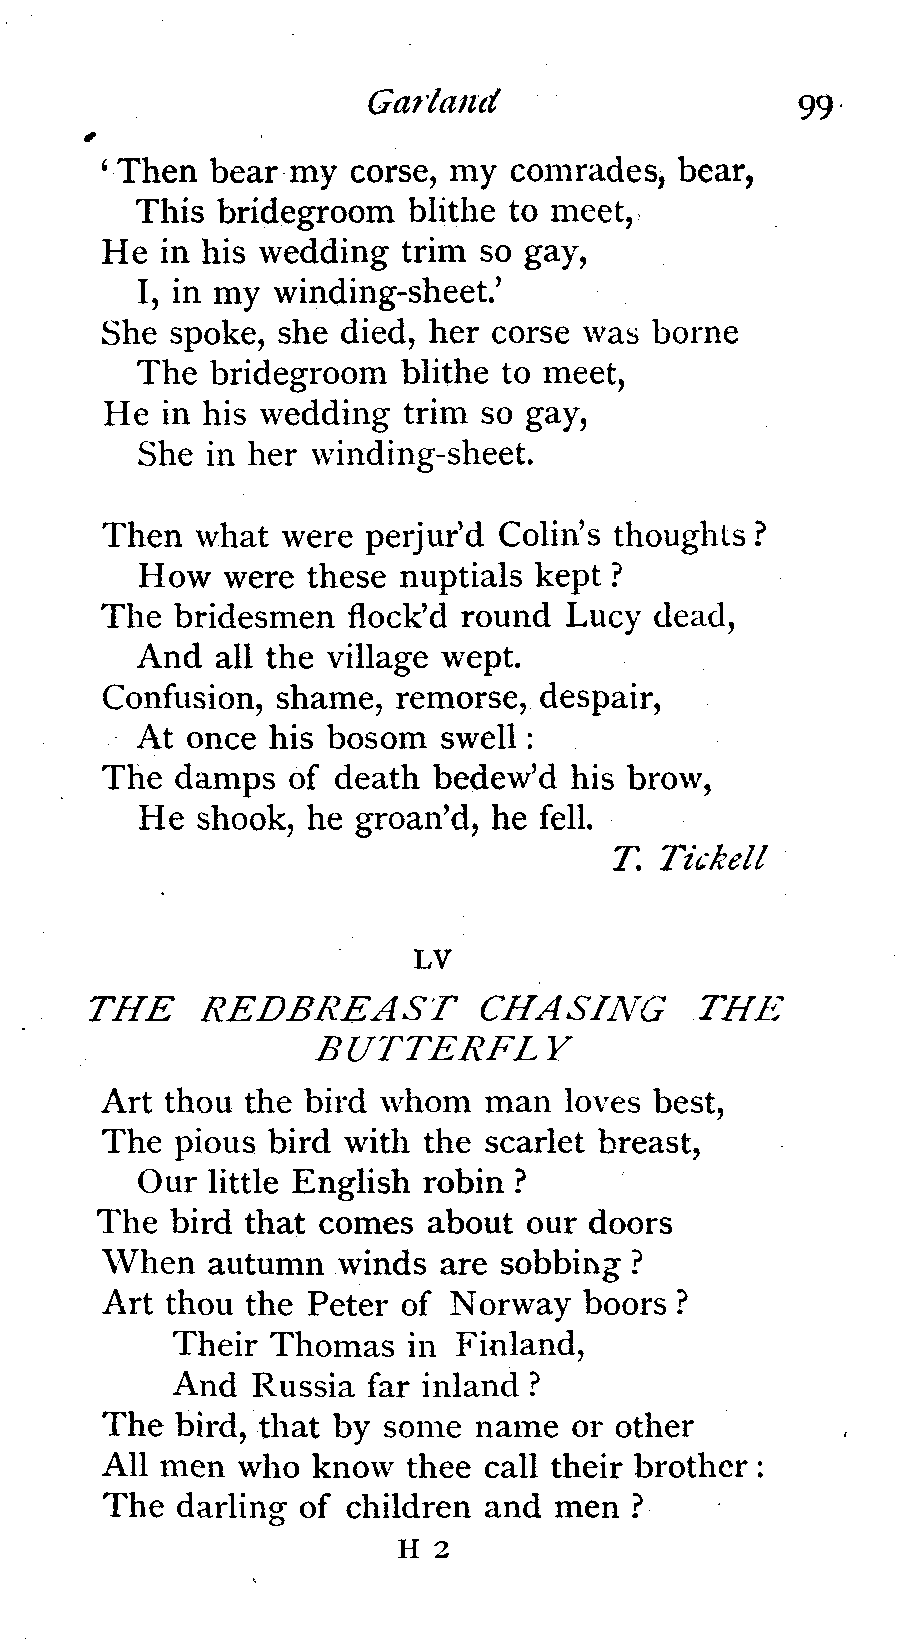 Garland 99
‘Then bear my corse, my comrades, bear,
This bridegroom blithe to meet,
He in his wedding trim so gay,
I, in my winding-sheet.’
She spoke, she died, her corse was borne
The bridegroom blithe to meet,
He in his wedding trim so gay,
She in her winding-sheet.
Then what were perjur’d Colin’s thoughts?
How were these nuptials kept?
The bridesmen flock’d round Lucy dead,
And all the village wept.
Confusion, shame, remorse, despair,
At once his bosom swell:
The damps of death bedew’d his brow,
He shook, he groan’d, he fell.
T. Tickell
LV
THE REDBREAST CHASING THE
BUTTERFLY
Art thou the bird whom man loves best,
The pious bird with the scarlet breast,
Our little English robin?
The bird that comes about our doors
When autumn winds are sobbing?
Art thou the Peter of Norway boors?
Their Thomas in Finland,
And Russia far inland?
The bird, that by some name or other
All men who know thee call their brother:
The darling of children and men?
H 2